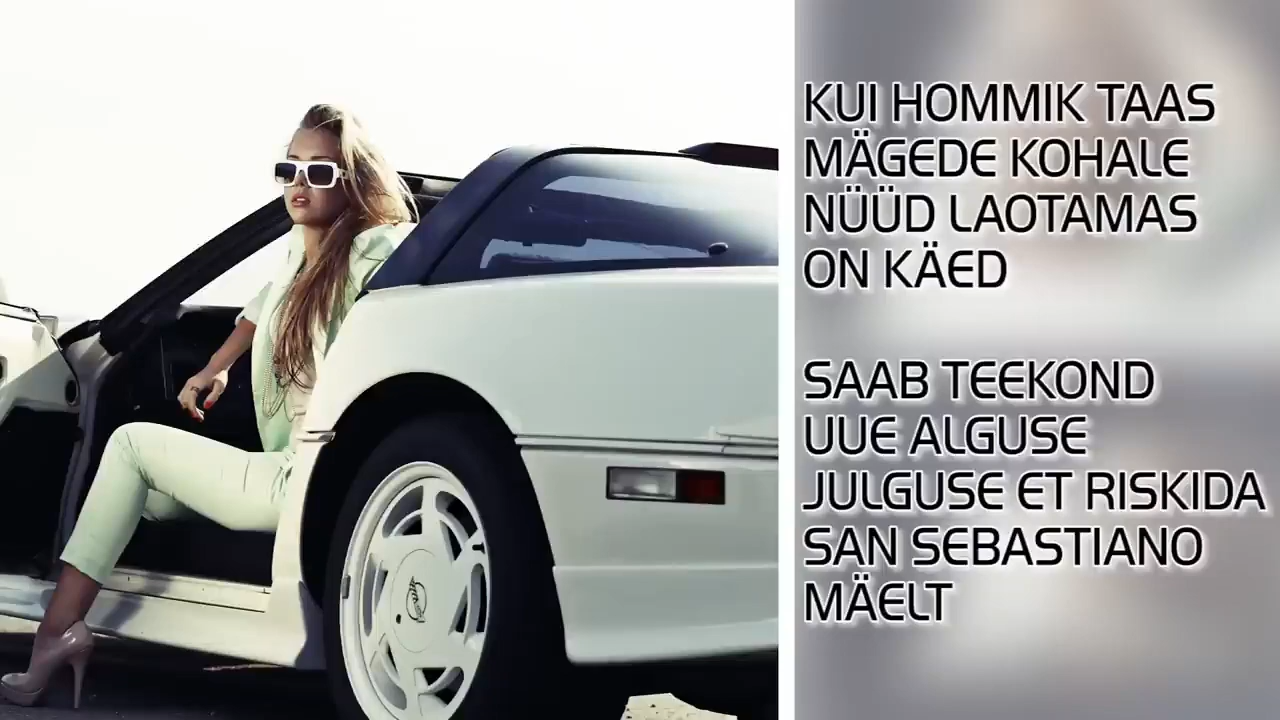 KUI HOMMIK TAAS
MÄGEDE KOHALE
NÜÜD LAOTAMAS
ON KÄED
SAAB TEEKOND
UUE ALGUSE
JULGUSE ET RISKIDA
SAN SEBASTIANO
MÄELT